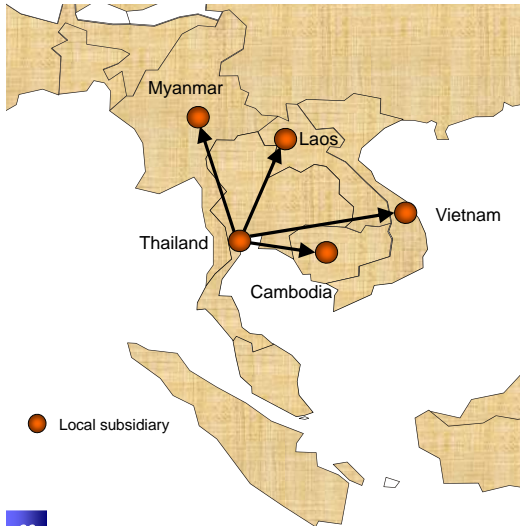 Myanmar
Laos
Vietnam
Thailand
Cambodia
Local subsidiary